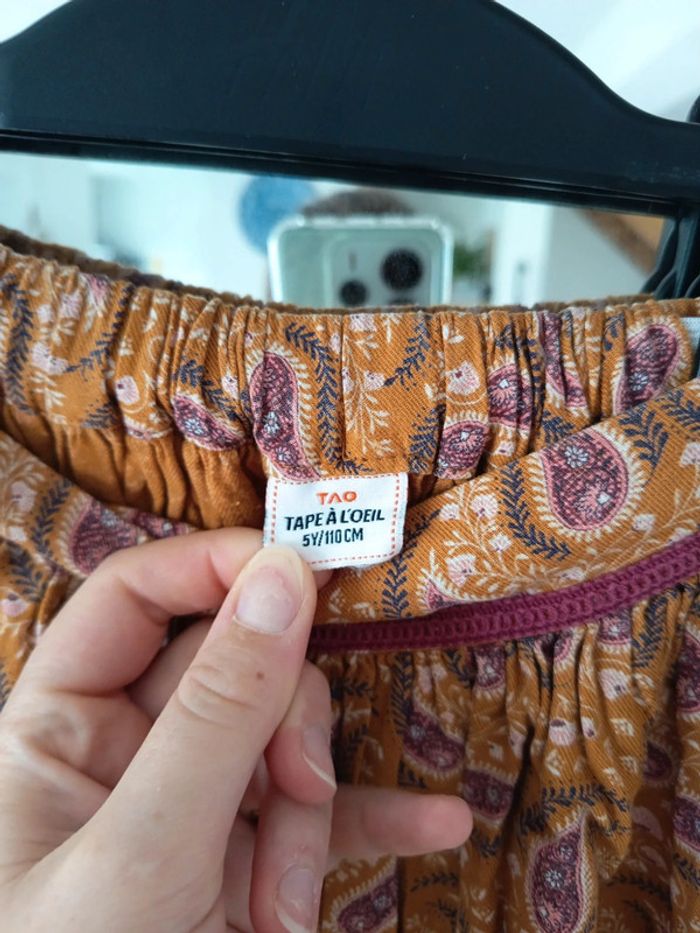 TAO
TAPE À L'OEIL
5Y/110CM